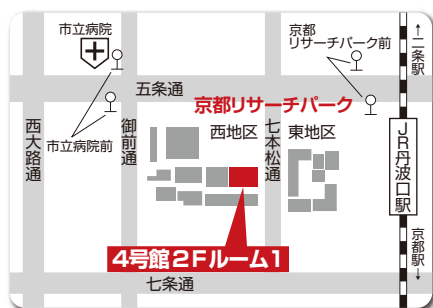 市立病院
京都
リサーチパーク前
↑二条駅
五条通
京都リサーチパーク
西大路通
市立病院前
御前通
西地区
七本松通
東地区
JR丹波口駅
4号館2Fルーム1
京都駅↓
七条通